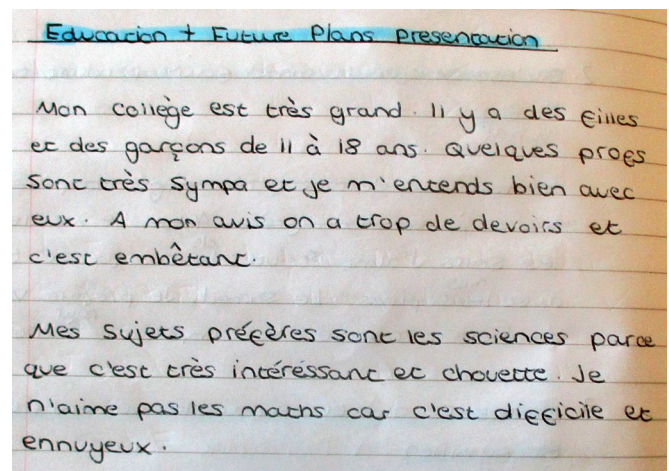 Education + Future Plans Presentation
Mon collège est très grand. Il y a des filles
et des garçons de 11 à 18 ans. Quelques profs
sont très sympa et je m'entends bien avec
eux. A mon avis on a trop de devoirs et
c'est embêtant.
Mes sujets préfères sont les sciences parce
que c'est très intéréssant et chouette. Je
n'aime pas les maths car c'est difficile et
ennuyeux.